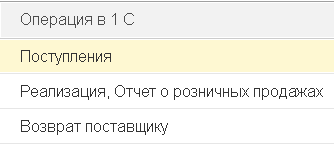 Операция в 1 С
Поступления
Реализация, Отчет о розничных продажах
Возврат поставщику